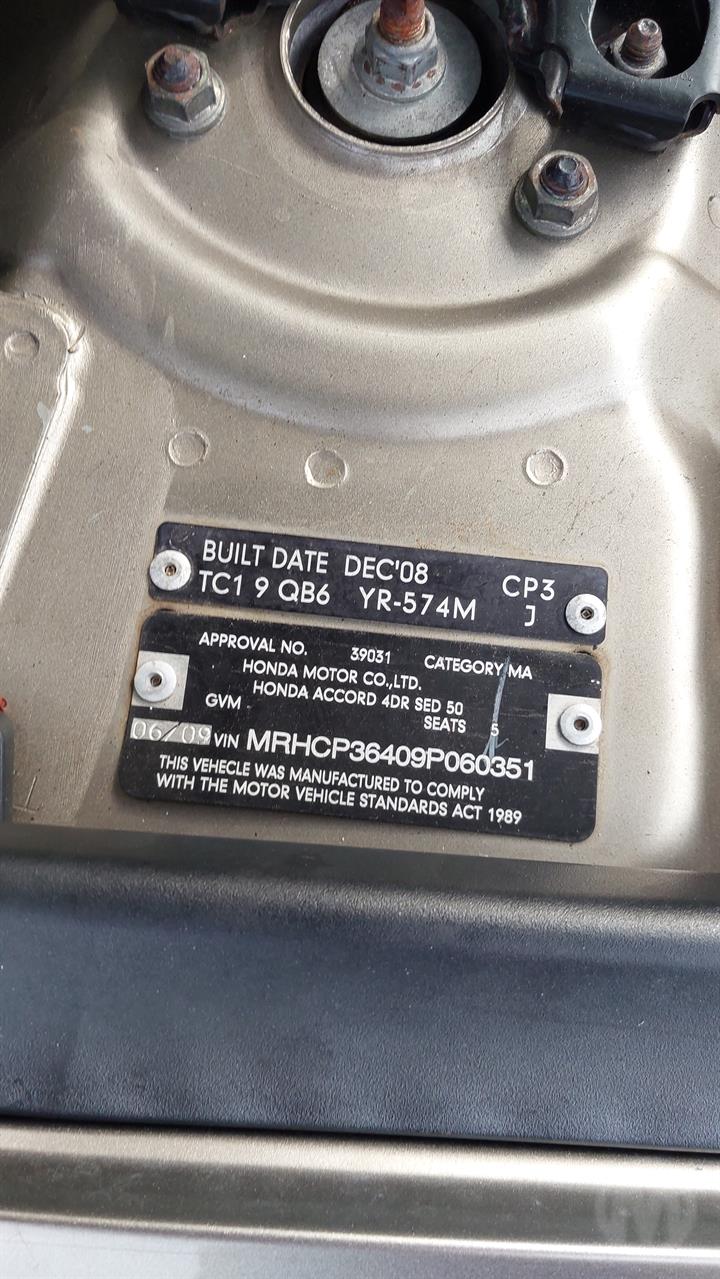 BUILT DATE DEC'08 CP3
TC1 9 QB6 YR-574M J
APPROVAL NO. 39031 CATEGORY MA
HONDA MOTOR CO.,LTD.
HONDA ACCORD 4DR SED 50
GVM SEATS 5
06/09 VIN MRHCP36409P060351
THIS VEHECLE WAS MANUFACTURED TO COMPLY
WITH THE MOTOR VEHICLE STANDARDS ACT 1989